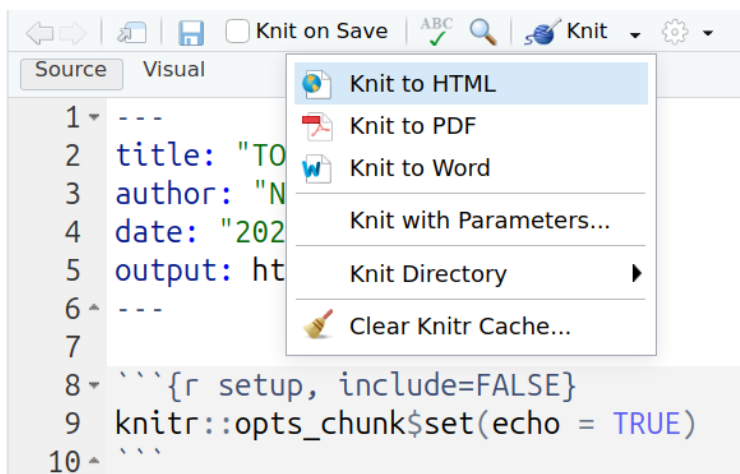 Knit on Save ABC Knit
Source Visual
Knit to HTML
Knit to PDF
Knit to Word
Knit with Parameters...
Knit Directory
Clear Knitr Cache...
1 ---
2 title: "TO
3 author: "N
4 date: "202
5 output: ht
6 ---
7
8 ```{r setup, include=FALSE}
9 knitr::opts_chunk$set(echo = TRUE)
10 ```